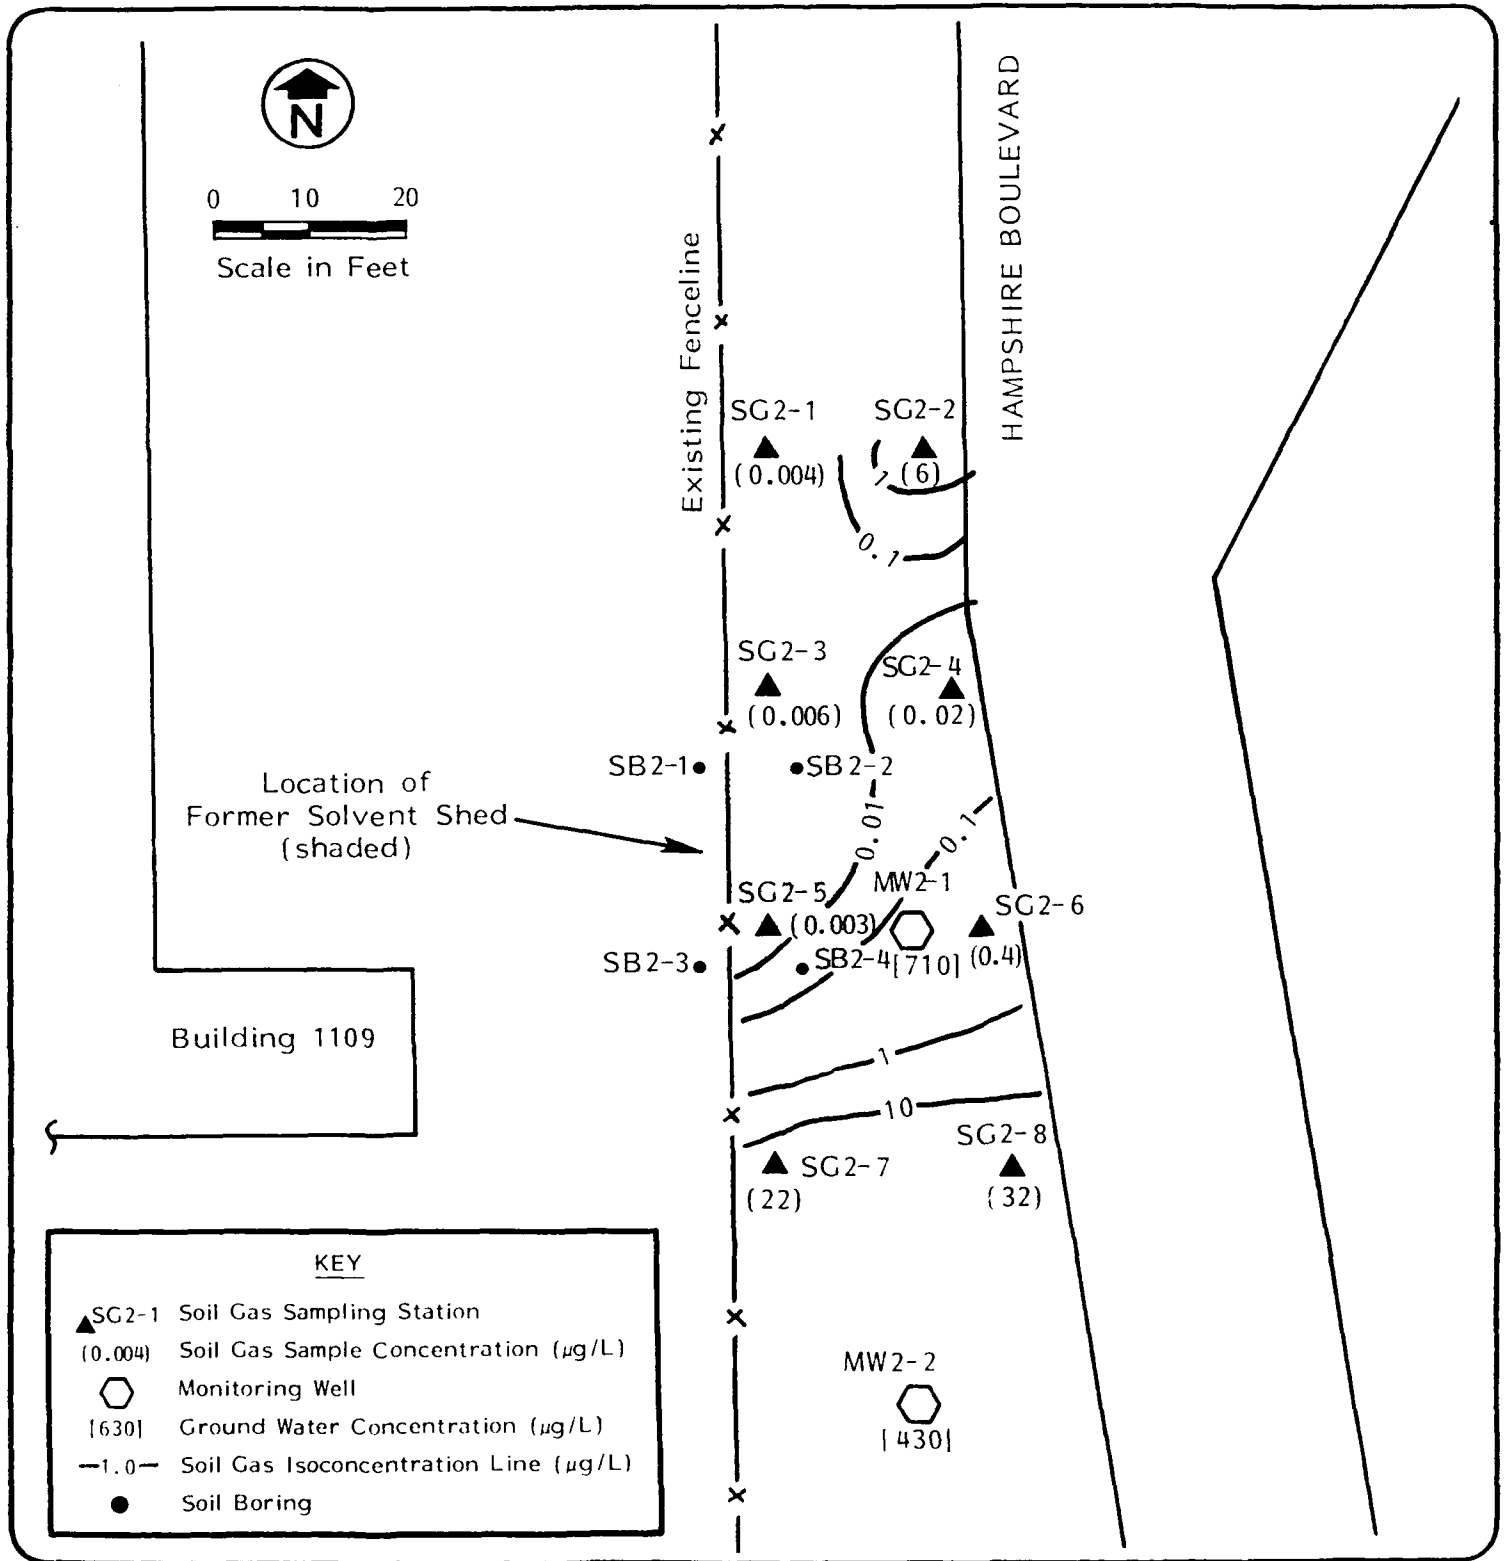 N
0 10 20
Scale in Feet
Existing Fenceline
HAMPSHIRE BOULEVARD
SG2-1
(0.004)
SG2-2
1 (6)
0.1
SG2-3
(0.006)
SG2-4
(0.02)
SB2-1
SB2-2
Location of
Former Solvent Shed
(shaded)
0.01
0.1
MW2-1
SG2-5
(0.003)
SG2-6
(0.4)
SB2-3
SB2-4
[710]
Building 1109
1
10
SG2-7
(22)
SG2-8
(32)
MW2-2
[430]
KEY
SG2-1 Soil Gas Sampling Station
(0.004) Soil Gas Sample Concentration (µg/L)
Monitoring Well
[630] Ground Water Concentration (µg/L)
1.0 Soil Gas Isoconcentration Line (µg/L)
Soil Boring